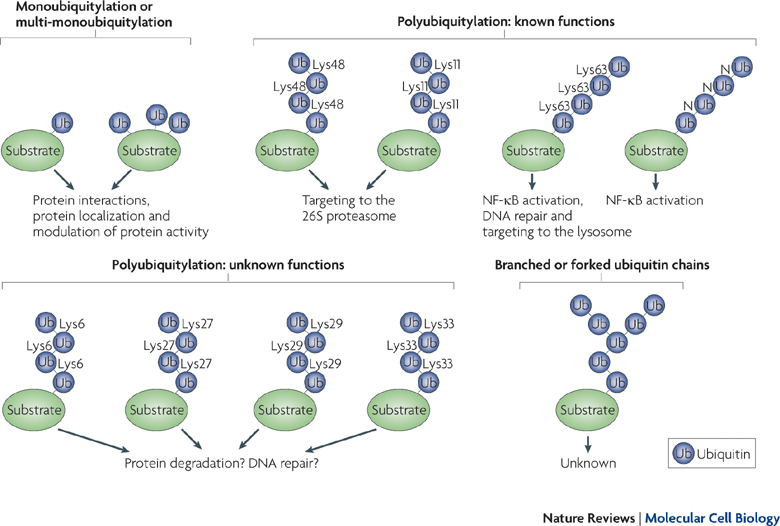 Monoubiquitylation or
multi-monoubiquitylation
Ub
Substrate
Ub
Ub
Ub
Substrate
Protein interactions,
protein localization and
modulation of protein activity
Polyubiquitylation: known functions
Ub Lys48
Lys48 Ub
Ub Lys48
Ub
Substrate
Ub Lys11
Lys11 Ub
Ub Lys11
Ub
Substrate
Targeting to the
26S proteasome
Lys63 Ub
Lys63 Ub
Lys63 Ub
Ub
Substrate
NF-κB activation,
DNA repair and
targeting to the lysosome
N Ub
N Ub
N Ub
Ub
Substrate
NF-κB activation
Polyubiquitylation: unknown functions
Ub Lys6
Lys6 Ub
Ub Lys6
Ub
Substrate
Ub Lys27
Lys27 Ub
Ub Lys27
Ub
Substrate
Ub Lys29
Lys29 Ub
Ub Lys29
Ub
Substrate
Ub Lys33
Lys33 Ub
Ub Lys33
Ub
Substrate
Protein degradation? DNA repair?
Branched or forked ubiquitin chains
Ub Ub
Ub Ub
Ub
Ub
Ub
Substrate
Unknown
Ub Ubiquitin
Nature Reviews | Molecular Cell Biology